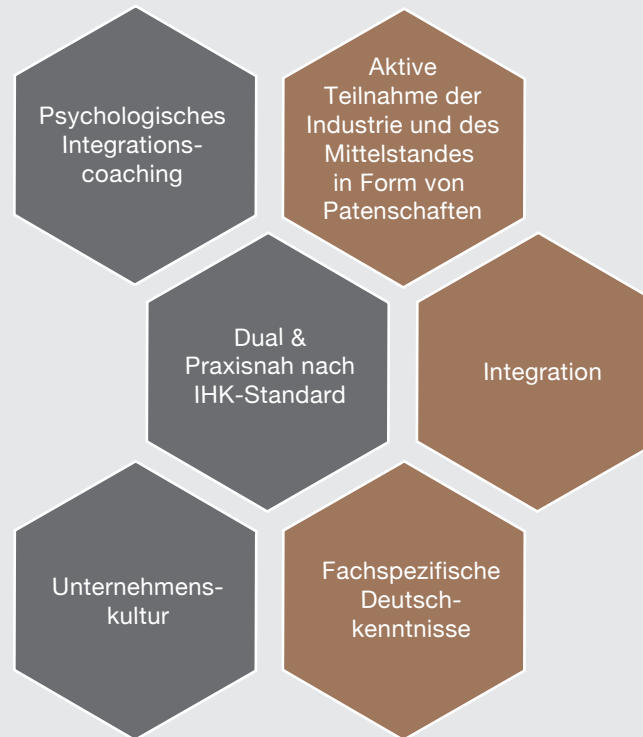 Psychologisches
Integrations-
coaching
Aktive
Teilnahme der
Industrie und des
Mittelstandes
in Form von
Patenschaften
Dual &
Praxisnah nach
IHK-Standard
Integration
Unternehmens-
kultur
Fachspezifische
Deutsch-
kenntnisse